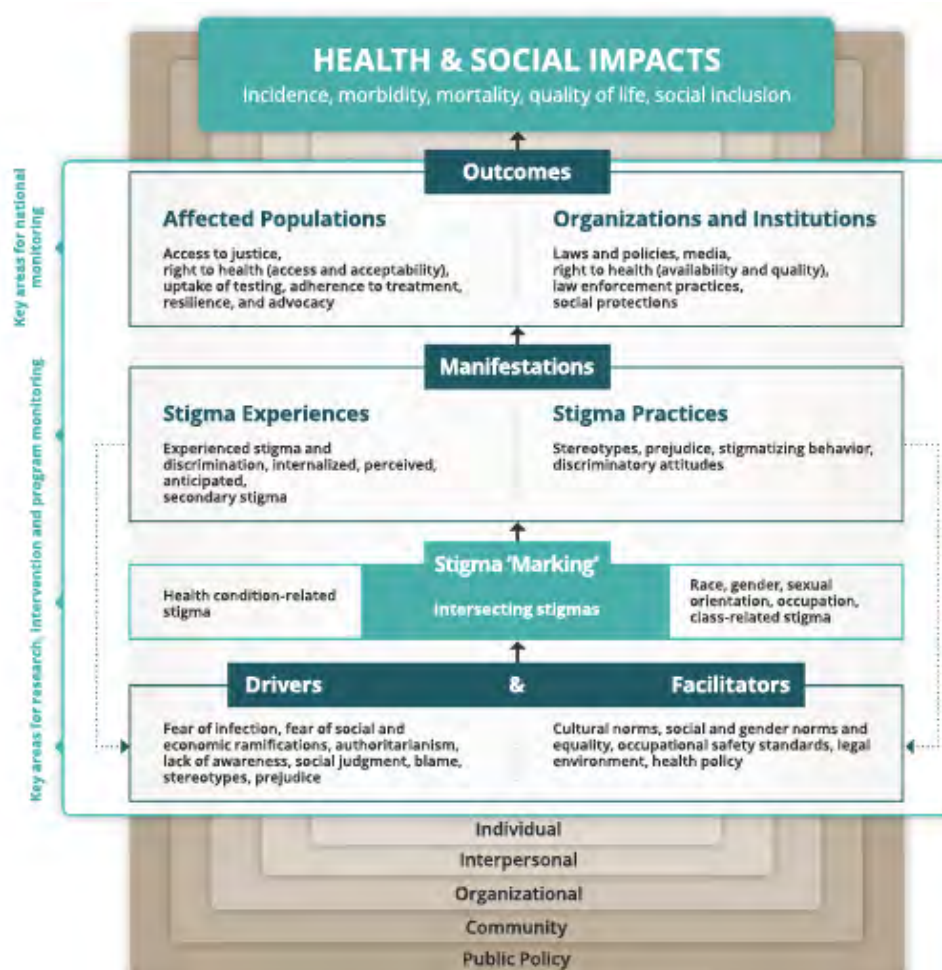 HEALTH & SOCIAL IMPACTS
Incidence, morbidity, mortality, quality of life, social inclusion
Outcomes
Affected Populations
Access to justice,
right to health (access and acceptability),
uptake of testing, adherence to treatment,
resilience, and advocacy
Organizations and Institutions
Laws and policies, media,
right to health (availability and quality),
law enforcement practices,
social protections
Key areas for national
monitoring
Manifestations
Stigma Experiences
Experienced stigma and
discrimination, internalized, perceived,
anticipated,
secondary stigma
Stigma Practices
Stereotypes, prejudice, stigmatizing behavior,
discriminatory attitudes
Key areas for research, intervention and program monitoring
Stigma 'Marking'
Health condition-related
stigma
intersecting stigmas
Race, gender, sexual
orientation, occupation,
class-related stigma
Drivers & Facilitators
Fear of infection, fear of social and
economic ramifications, authoritarianism,
lack of awareness, social judgment, blame,
stereotypes, prejudice
Cultural norms, social and gender norms and
equality, occupational safety standards, legal
environment, health policy
Individual
Interpersonal
Organizational
Community
Public Policy